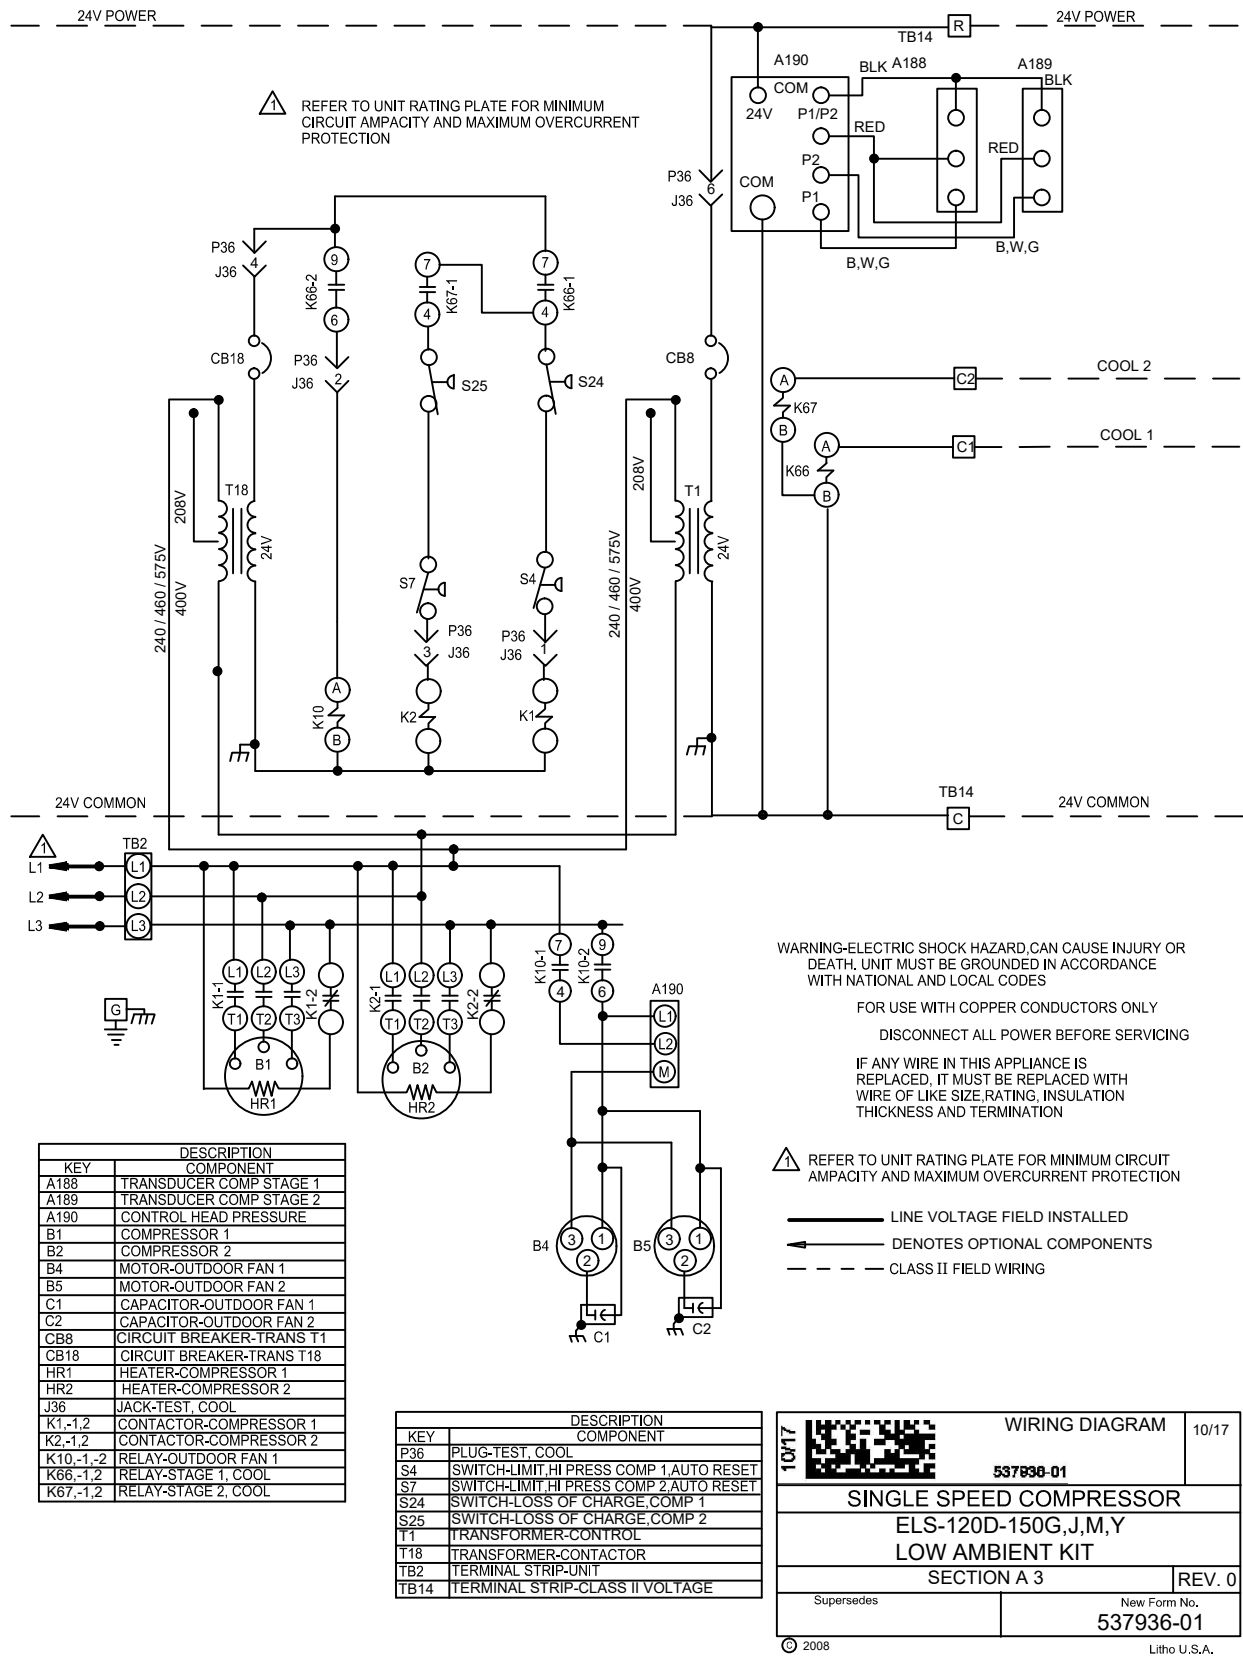 24V POWER
24V POWER
R
TB14
A190
BLK A188
A189
BLK
COM
24V
P1/P2
RED
RED
P2
COM
P1
B,W,G
B,W,G
1
REFER TO UNIT RATING PLATE FOR MINIMUM
CIRCUIT AMPACITY AND MAXIMUM OVERCURRENT
PROTECTION
P36
6
J36
P36
4
J36
9
K66-2
6
7
K67-1
4
7
K66-1
4
CB18
P36
J36
2
S25
S24
CB8
A
K67
B
C2
COOL 2
A
K66
B
C1
COOL 1
208V
T18
24V
240 / 460 / 575V
400V
208V
T1
24V
240 / 460 / 575V
400V
S7
S4
P36
3
J36
P36
J36
1
A
K10
B
K2
K1
24V COMMON
TB14
C
24V COMMON
1
TB2
L1
L1
L2
L2
L3
L3
7
K10-1
4
9
K10-2
6
K1-1
L1
L2
L3
K1-2
T1
T2
T3
K2-1
L1
L2
L3
K2-2
T1
T2
T3
G
B1
HR1
B2
HR2
A190
L1
L2
M
B4
3
1
2
B5
3
1
2
C1
C2
WARNING-ELECTRIC SHOCK HAZARD,CAN CAUSE INJURY OR
DEATH. UNIT MUST BE GROUNDED IN ACCORDANCE
WITH NATIONAL AND LOCAL CODES
FOR USE WITH COPPER CONDUCTORS ONLY
DISCONNECT ALL POWER BEFORE SERVICING
IF ANY WIRE IN THIS APPLIANCE IS
REPLACED, IT MUST BE REPLACED WITH
WIRE OF LIKE SIZE,RATING, INSULATION
THICKNESS AND TERMINATION
1
REFER TO UNIT RATING PLATE FOR MINIMUM CIRCUIT
AMPACITY AND MAXIMUM OVERCURRENT PROTECTION
LINE VOLTAGE FIELD INSTALLED
DENOTES OPTIONAL COMPONENTS
CLASS II FIELD WIRING
DESCRIPTION
KEY COMPONENT
A188 TRANSDUCER COMP STAGE 1
A189 TRANSDUCER COMP STAGE 2
A190 CONTROL HEAD PRESSURE
B1 COMPRESSOR 1
B2 COMPRESSOR 2
B4 MOTOR-OUTDOOR FAN 1
B5 MOTOR-OUTDOOR FAN 2
C1 CAPACITOR-OUTDOOR FAN 1
C2 CAPACITOR-OUTDOOR FAN 2
CB8 CIRCUIT BREAKER-TRANS T1
CB18 CIRCUIT BREAKER-TRANS T18
HR1 HEATER-COMPRESSOR 1
HR2 HEATER-COMPRESSOR 2
J36 JACK-TEST, COOL
K1,-1,2 CONTACTOR-COMPRESSOR 1
K2,-1,2 CONTACTOR-COMPRESSOR 2
K10,-1,-2 RELAY-OUTDOOR FAN 1
K66,-1,2 RELAY-STAGE 1, COOL
K67,-1,2 RELAY-STAGE 2, COOL
DESCRIPTION
KEY COMPONENT
P36 PLUG-TEST, COOL
S4 SWITCH-LIMIT,HI PRESS COMP 1,AUTO RESET
S7 SWITCH-LIMIT,HI PRESS COMP 2,AUTO RESET
S24 SWITCH-LOSS OF CHARGE,COMP 1
S25 SWITCH-LOSS OF CHARGE,COMP 2
T1 TRANSFORMER-CONTROL
T18 TRANSFORMER-CONTACTOR
TB2 TERMINAL STRIP-UNIT
TB14 TERMINAL STRIP-CLASS II VOLTAGE
10/17
WIRING DIAGRAM
10/17
537936-01
SINGLE SPEED COMPRESSOR
ELS-120D-150G,J,M,Y
LOW AMBIENT KIT
SECTION A 3
REV. 0
Supersedes
New Form No.
537936-01
© 2008
Litho U.S.A.